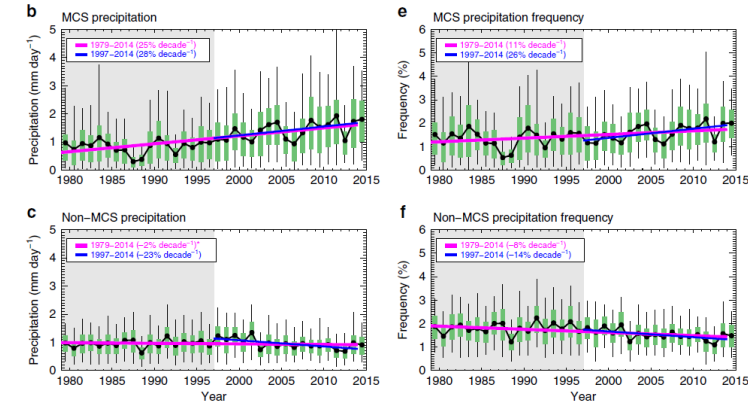 b MCS precipitation
5
4
3
2
1
0
Precipitation (mm day⁻¹)
1979−2014 (25% decade⁻¹)
1997−2014 (28% decade⁻¹)
1980 1985 1990 1995 2000 2005 2010 2015
e MCS precipitation frequency
6
5
4
3
2
1
0
Frequency (%)
1979−2014 (11% decade⁻¹)
1997−2014 (26% decade⁻¹)
1980 1985 1990 1995 2000 2005 2010 2015
c Non−MCS precipitation
5
4
3
2
1
0
Precipitation (mm day⁻¹)
1979−2014 (−2% decade⁻¹)*
1997−2014 (−23% decade⁻¹)
1980 1985 1990 1995 2000 2005 2010 2015
Year
f Non−MCS precipitation frequency
6
5
4
3
2
1
0
Frequency (%)
1979−2014 (−8% decade⁻¹)
1997−2014 (−14% decade⁻¹)
1980 1985 1990 1995 2000 2005 2010 2015
Year